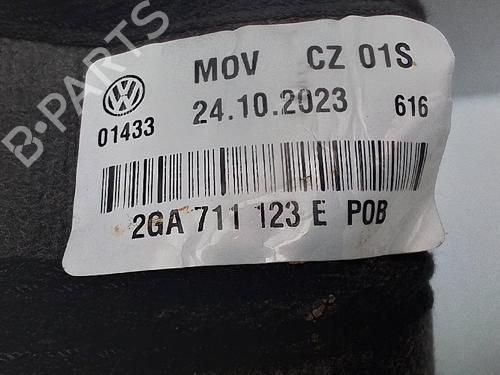 B-PARTS
MOV CZ 01S
01433 24.10.2023 616
2GA 711 123 E POB